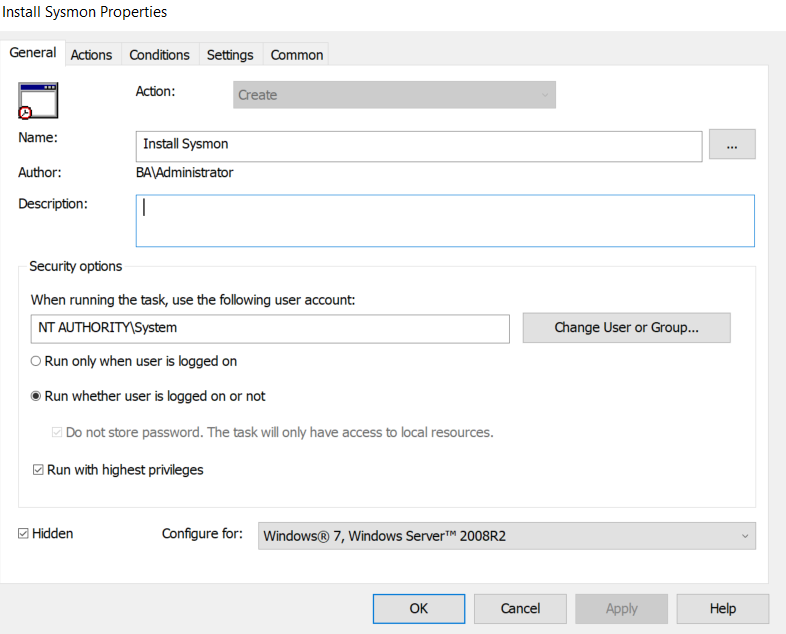 Install Sysmon Properties
General Actions Conditions Settings Common
Action: Create
Name: Install Sysmon ...
Author: BA\Administrator
Description:
Security options
When running the task, use the following user account:
NT AUTHORITY\System Change User or Group...
Run only when user is logged on
Run whether user is logged on or not
Do not store password. The task will only have access to local resources.
Run with highest privileges
Hidden Configure for: Windows® 7, Windows Server™ 2008R2
OK Cancel Apply Help